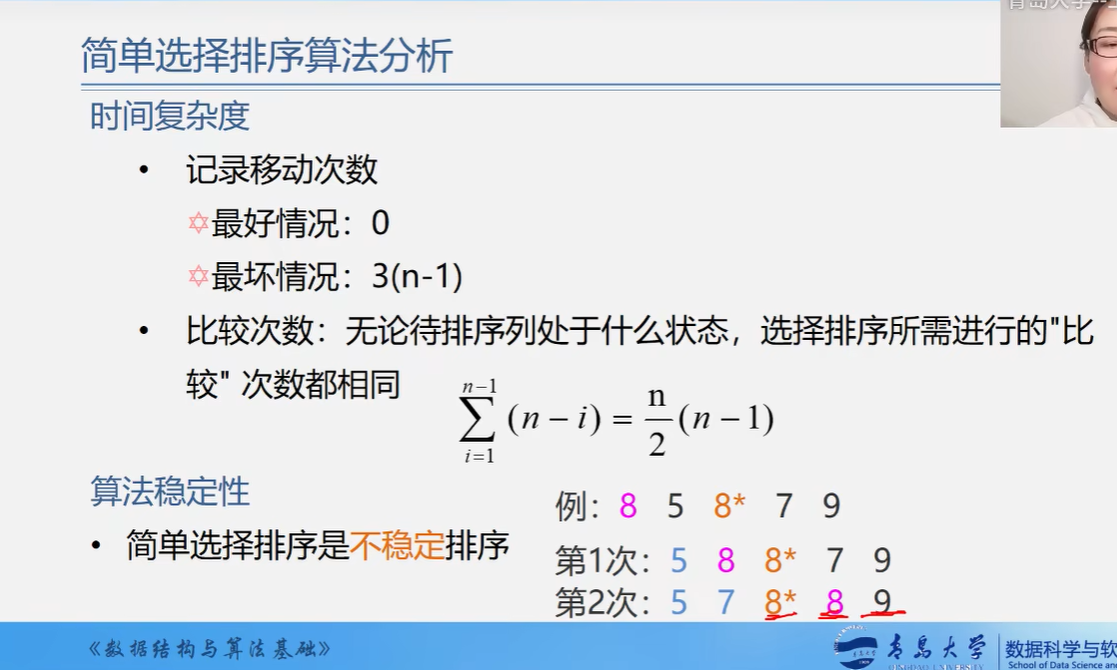 简单选择排序算法分析
时间复杂度
• 记录移动次数
✡最好情况：0
✡最坏情况：3(n-1)
• 比较次数：无论待排序列处于什么状态，选择排序所需进行的"比
较" 次数都相同
\sum_{i=1}^{n-1} (n - i) = \frac{n}{2} (n - 1)
算法稳定性
• 简单选择排序是不稳定排序
例：8 5 8* 7 9
第1次：5 8 8* 7 9
第2次：5 7 8* 8 9
《数据结构与算法基础》
青岛大学
QINGDAO UNIVERSITY
数据科学与软
School of Data Science and